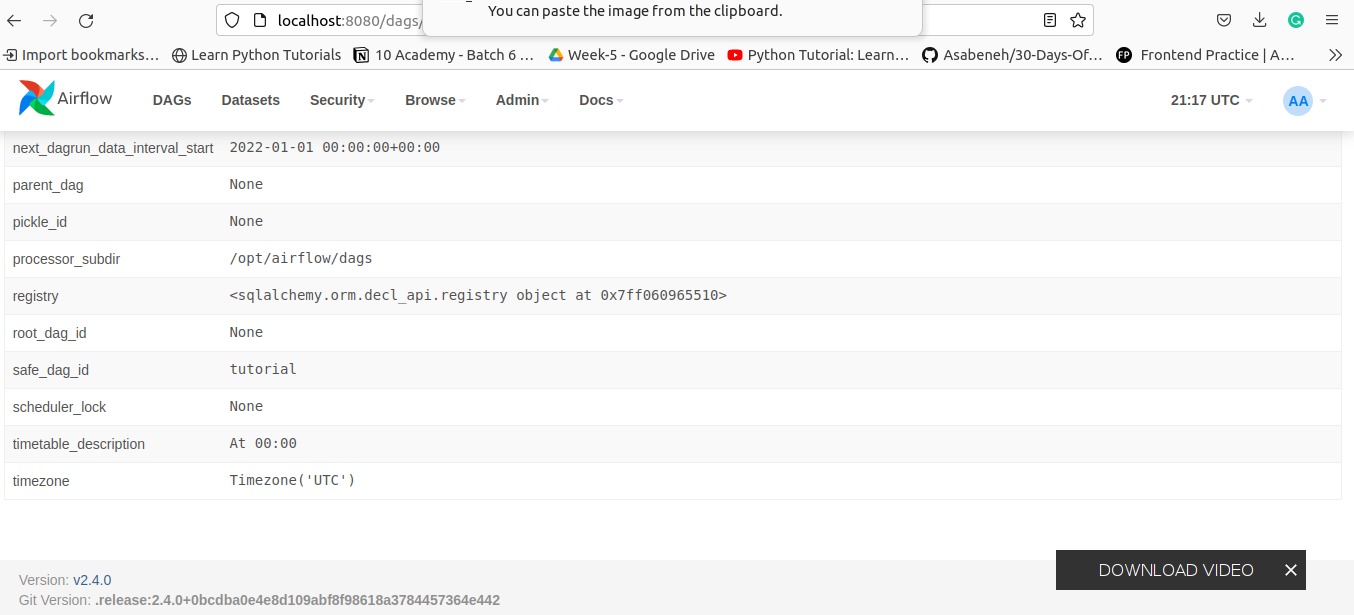 You can paste the image from the clipboard.
localhost:8080/dags/
Import bookmarks... Learn Python Tutorials 10 Academy - Batch 6 ... Week-5 - Google Drive Python Tutorial: Learn... Asabeneh/30-Days-Of... FP Frontend Practice | A...
Airflow DAGs Datasets Security Browse Admin Docs 21:17 UTC AA
next_dagrun_data_interval_start 2022-01-01 00:00:00+00:00
parent_dag None
pickle_id None
processor_subdir /opt/airflow/dags
registry <sqlalchemy.orm.decl_api.registry object at 0x7ff060965510>
root_dag_id None
safe_dag_id tutorial
scheduler_lock None
timetable_description At 00:00
timezone Timezone('UTC')
DOWNLOAD VIDEO
Version: v2.4.0
Git Version: .release:2.4.0+0bcdba0e4e8d109abf8f98618a3784457364e442